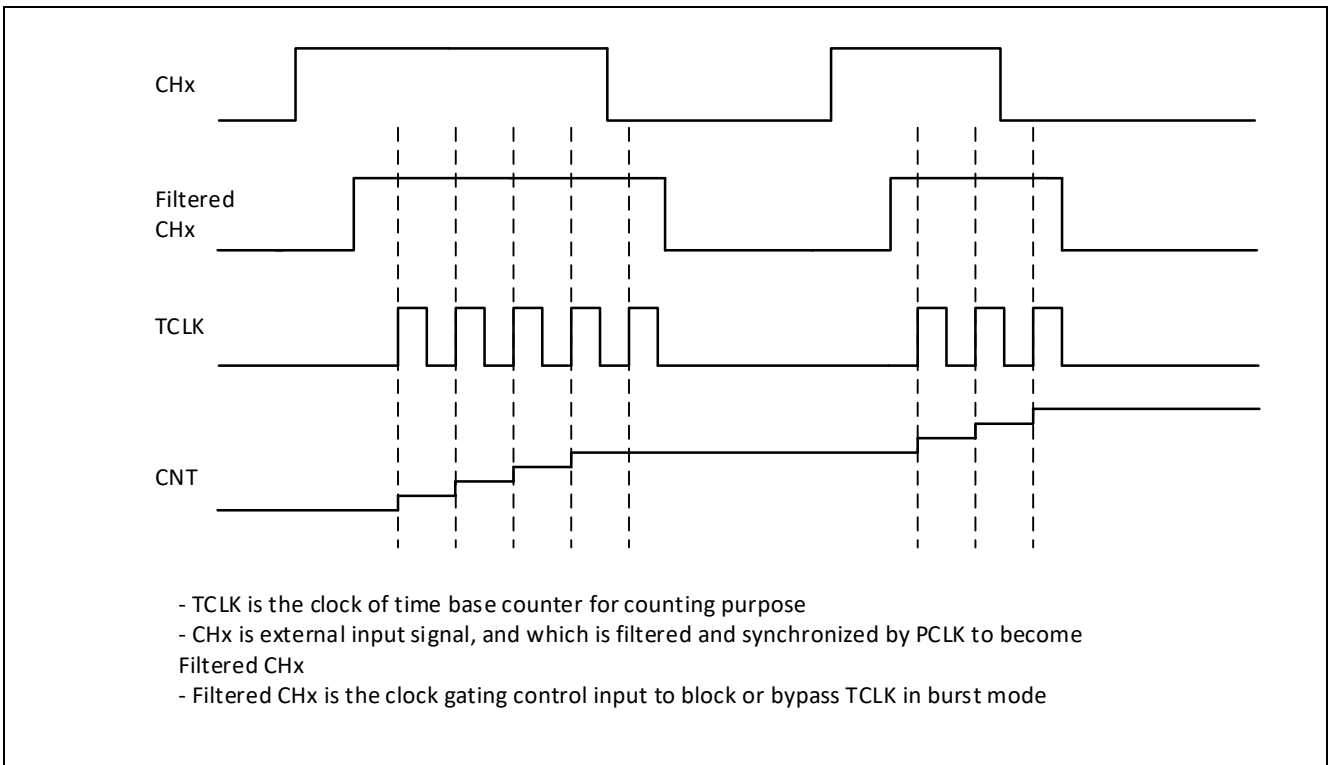 CHx
Filtered
CHx
TCLK
CNT
- TCLK is the clock of time base counter for counting purpose
- CHx is external input signal, and which is filtered and synchronized by PCLK to become
Filtered CHx
- Filtered CHx is the clock gating control input to block or bypass TCLK in burst mode